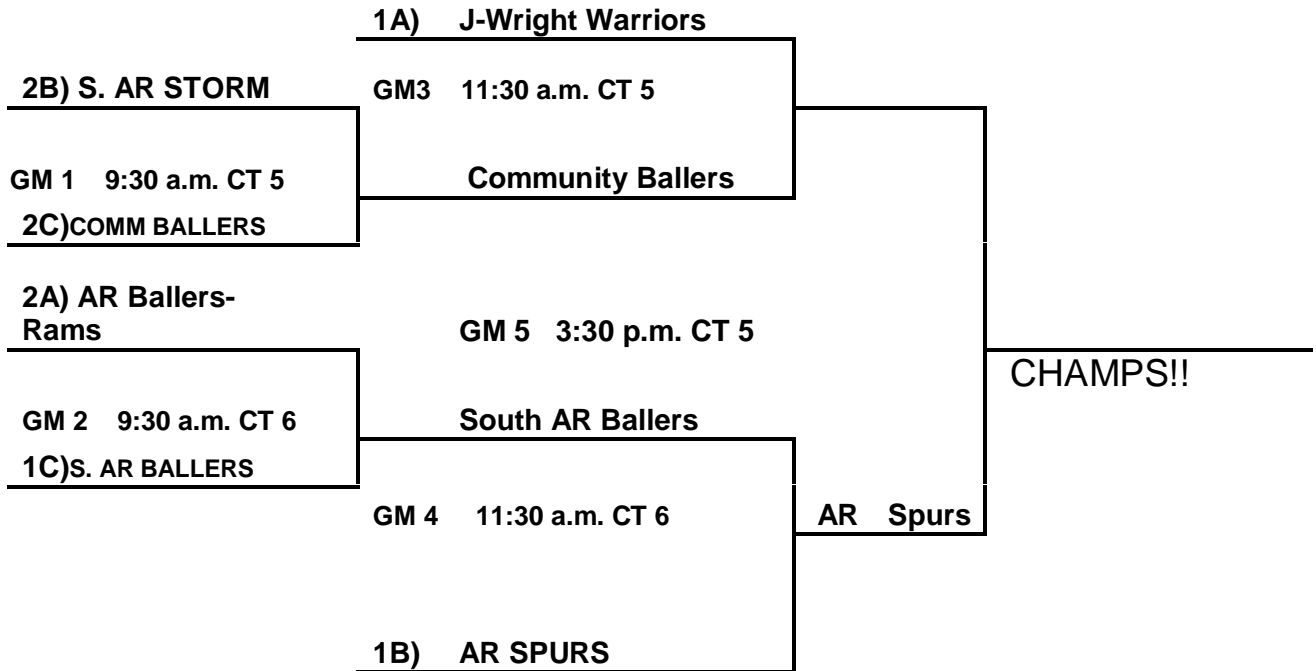 1A) J-Wright Warriors
2B) S. AR STORM
GM3 11:30 a.m. CT 5
GM 1 9:30 a.m. CT 5
Community Ballers
2C)COMM BALLERS
2A) AR Ballers-
Rams
GM 5 3:30 p.m. CT 5
CHAMPS!!
GM 2 9:30 a.m. CT 6
South AR Ballers
1C)S. AR BALLERS
GM 4 11:30 a.m. CT 6
AR Spurs
1B) AR SPURS